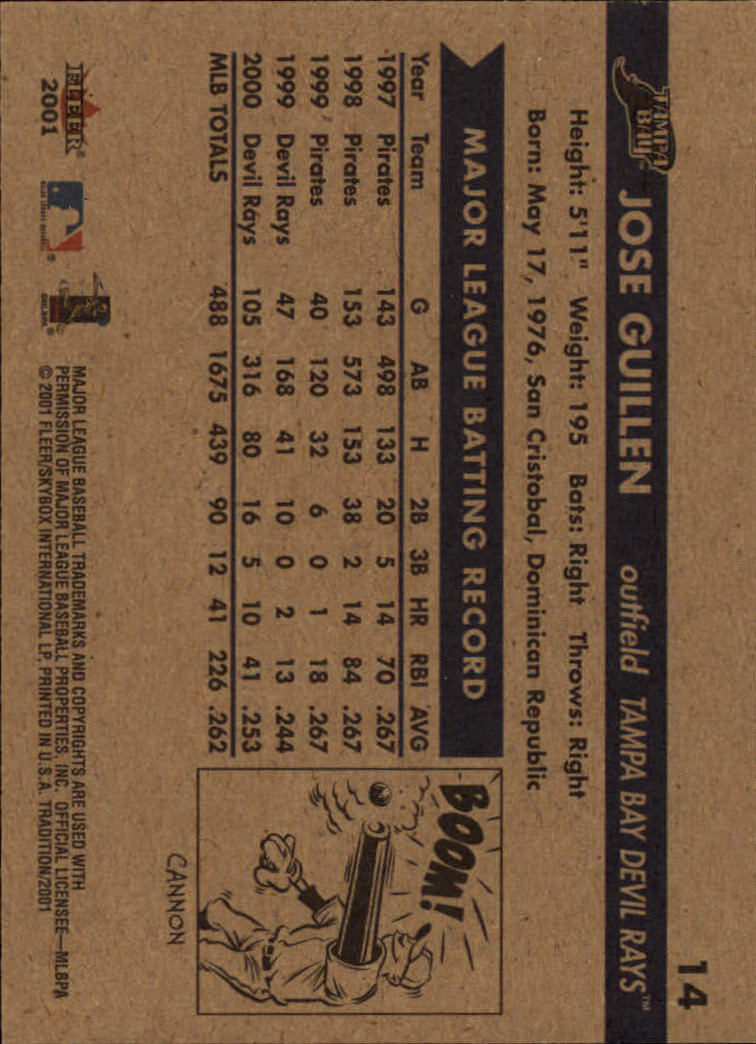 14
TAMPA BAY JOSE GUILLEN outfield TAMPA BAY DEVIL RAYS™
Height: 5'11" Weight: 195 Bats: Right Throws: Right
Born: May 17, 1976, San Cristobal, Dominican Republic
MAJOR LEAGUE BATTING RECORD
Year Team G AB H 2B 3B HR RBI AVG
1997 Pirates 143 498 133 20 5 14 70 .267
1998 Pirates 153 573 153 38 2 14 84 .267
1999 Pirates 40 120 32 6 0 1 18 .267
1999 Devil Rays 47 168 41 10 0 2 13 .244
2000 Devil Rays 105 316 80 16 5 10 41 .253
MLB TOTALS 488 1675 439 90 12 41 226 .262
BOOM!
CANNON
FLEER®
2001
MAJOR LEAGUE BASEBALL TRADEMARKS AND COPYRIGHTS ARE USED WITH
PERMISSION OF MAJOR LEAGUE BASEBALL PROPERTIES, INC. OFFICIAL LICENSEE—MLBPA
© 2001 FLEER/SKYBOX INTERNATIONAL LP. PRINTED IN U.S.A. TRADITION/2001